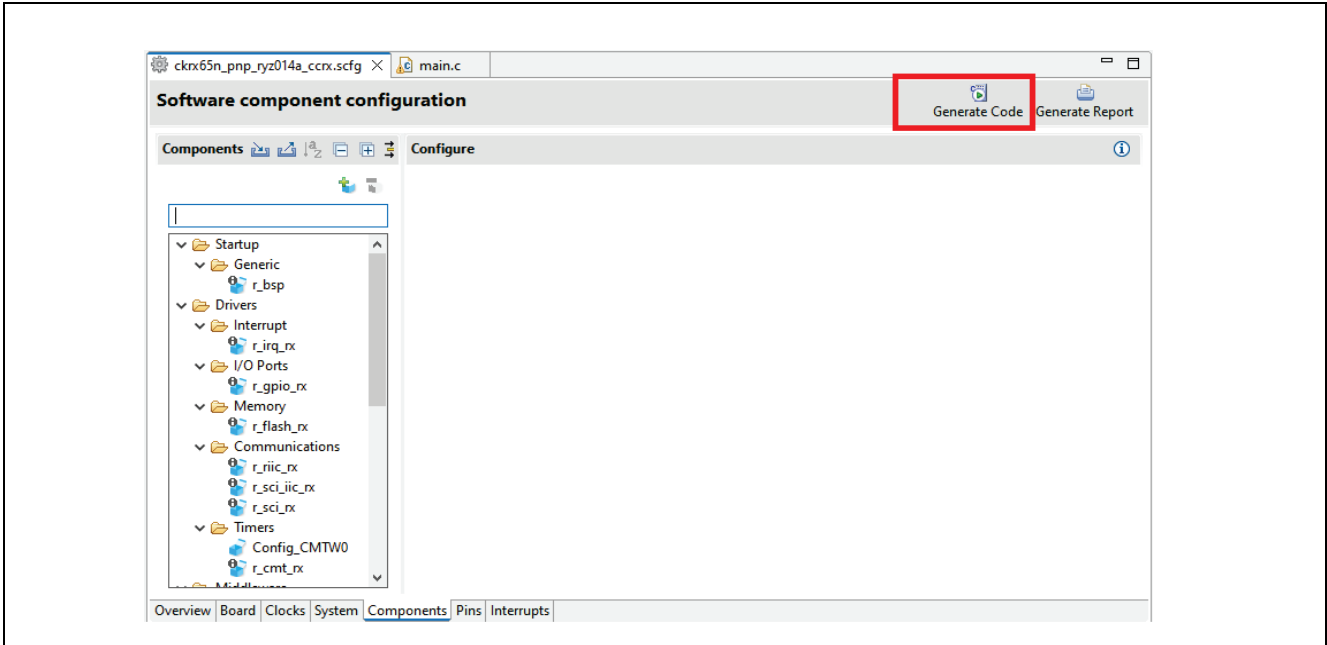 ckrx65n_pnp_ryz014a_ccrx.scfg main.c
Software component configuration
Generate Code Generate Report
Components Configure
Startup
Generic
r_bsp
Drivers
Interrupt
r_irq_rx
I/O Ports
r_gpio_rx
Memory
r_flash_rx
Communications
r_riic_rx
r_sci_iic_rx
r_sci_rx
Timers
Config_CMTW0
r_cmt_rx
Middleware
Overview Board Clocks System Components Pins Interrupts